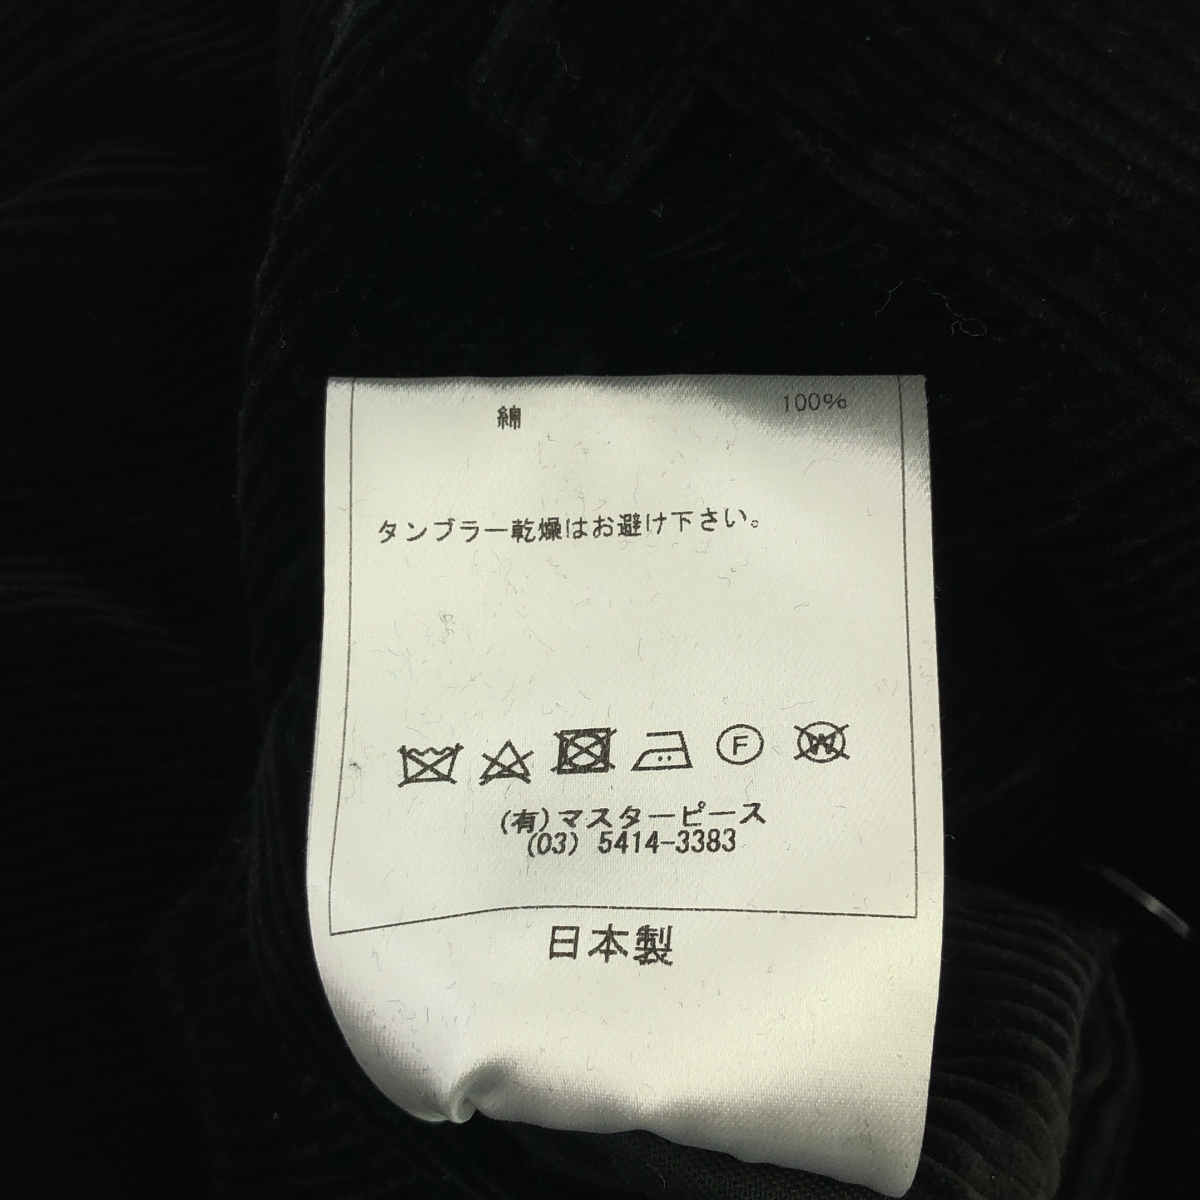 綿 100%
タンブラー乾燥はお避け下さい。
F W
(有)マスターピース
(03) 5414-3383
日本製